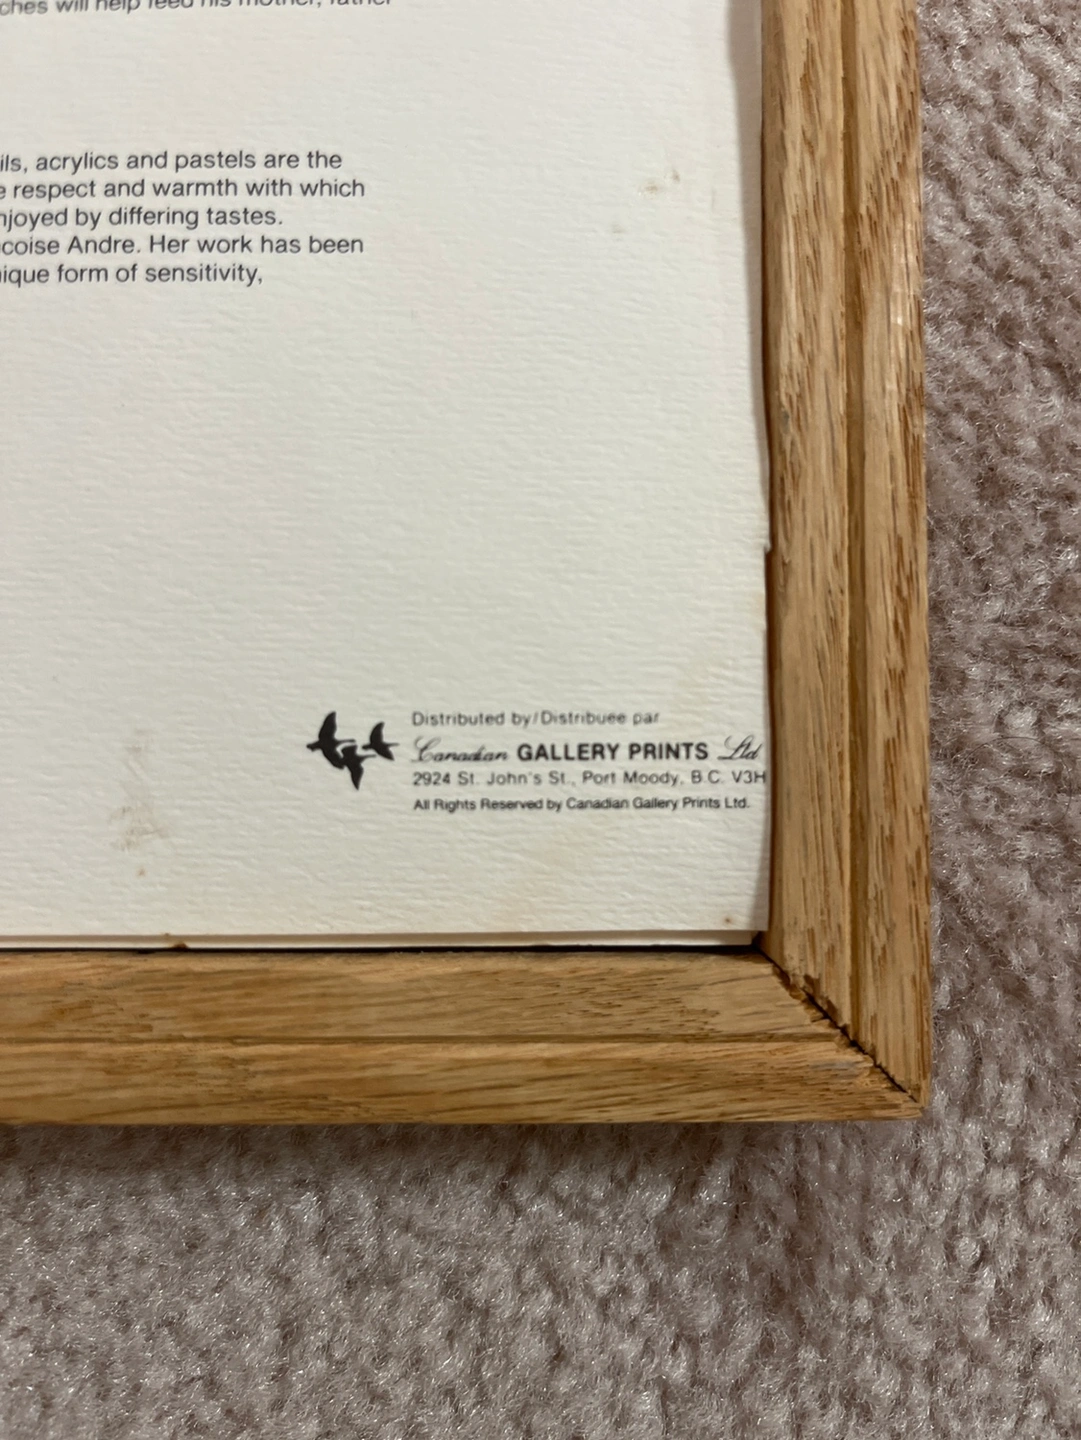 ches will help feed his mother, father
ils, acrylics and pastels are the
e respect and warmth with which
njoyed by differing tastes.
coise Andre. Her work has been
ique form of sensitivity,
Distributed by/Distribuee par
Canadian GALLERY PRINTS Ltd
2924 St. John's St., Port Moody, B.C. V3H
All Rights Reserved by Canadian Gallery Prints Ltd.